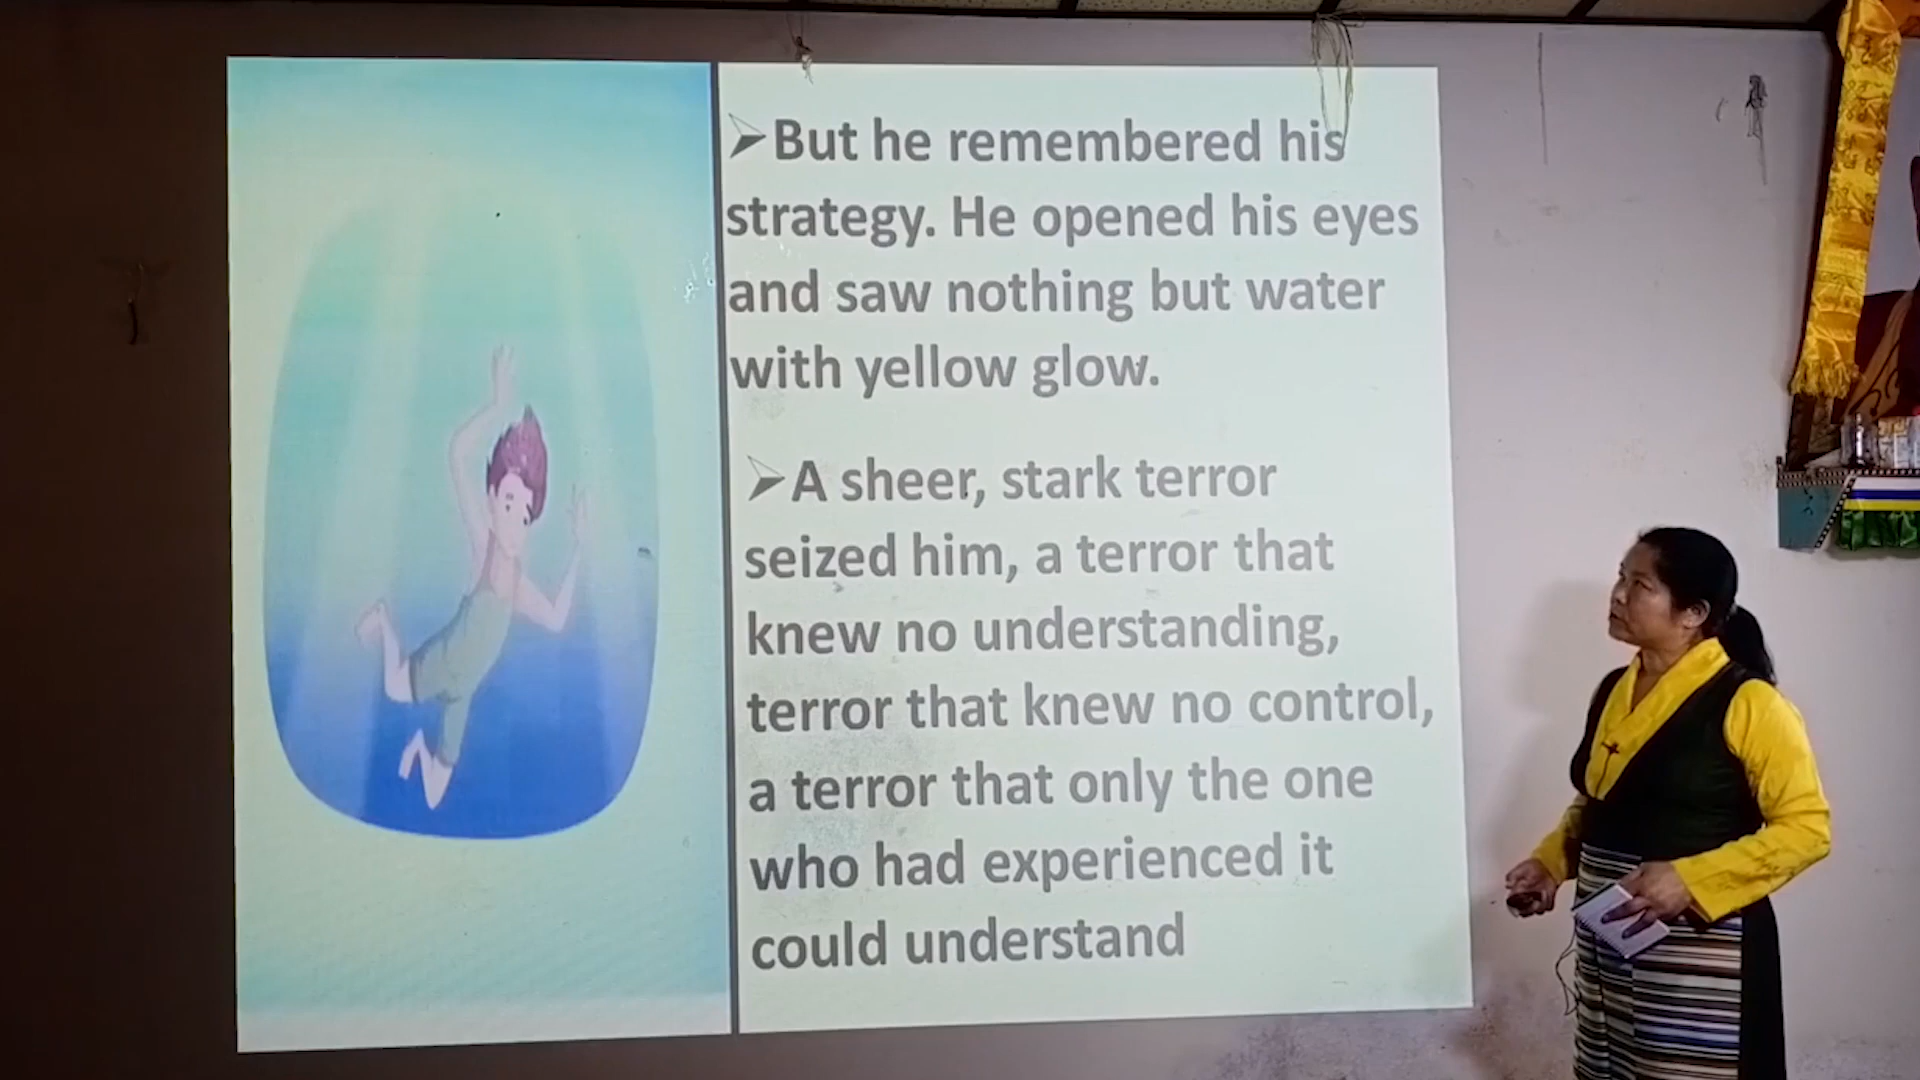 ➢But he remembered his
strategy. He opened his eyes
and saw nothing but water
with yellow glow.
➢A sheer, stark terror
seized him, a terror that
knew no understanding,
terror that knew no control,
a terror that only the one
who had experienced it
could understand